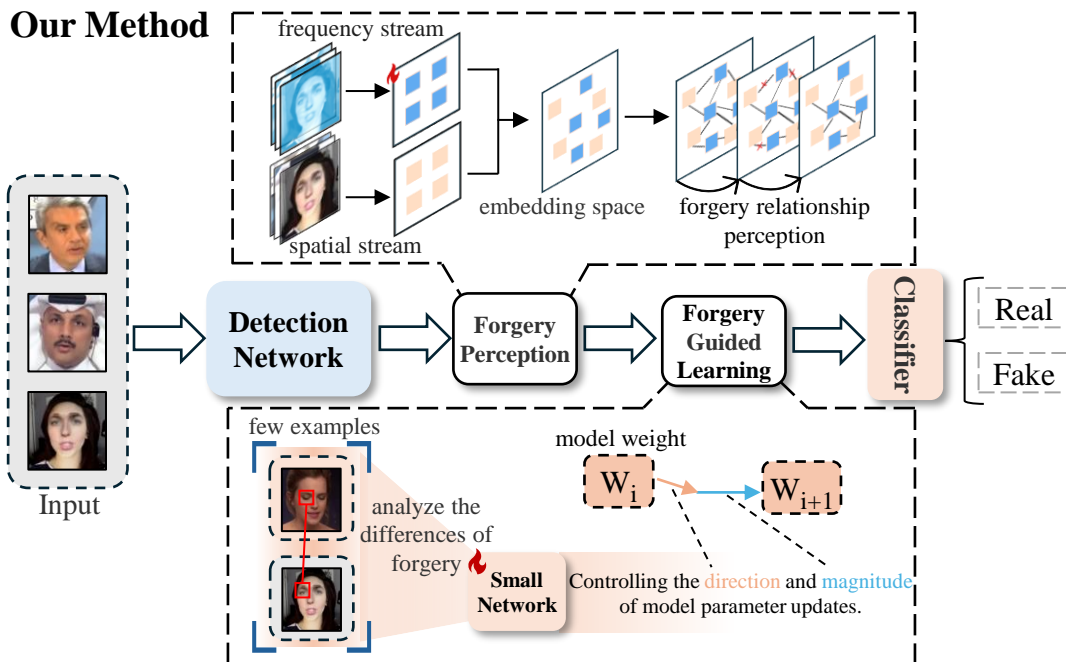 Our Method
frequency stream
spatial stream
embedding space
forgery relationship
perception
Input
Detection
Network
Forgery
Perception
Forgery
Guided
Learning
Classifier
Real
Fake
few examples
analyze the
differences of
forgery
Small
Network
model weight
Wi
Wi+1
Controlling the direction and magnitude
of model parameter updates.